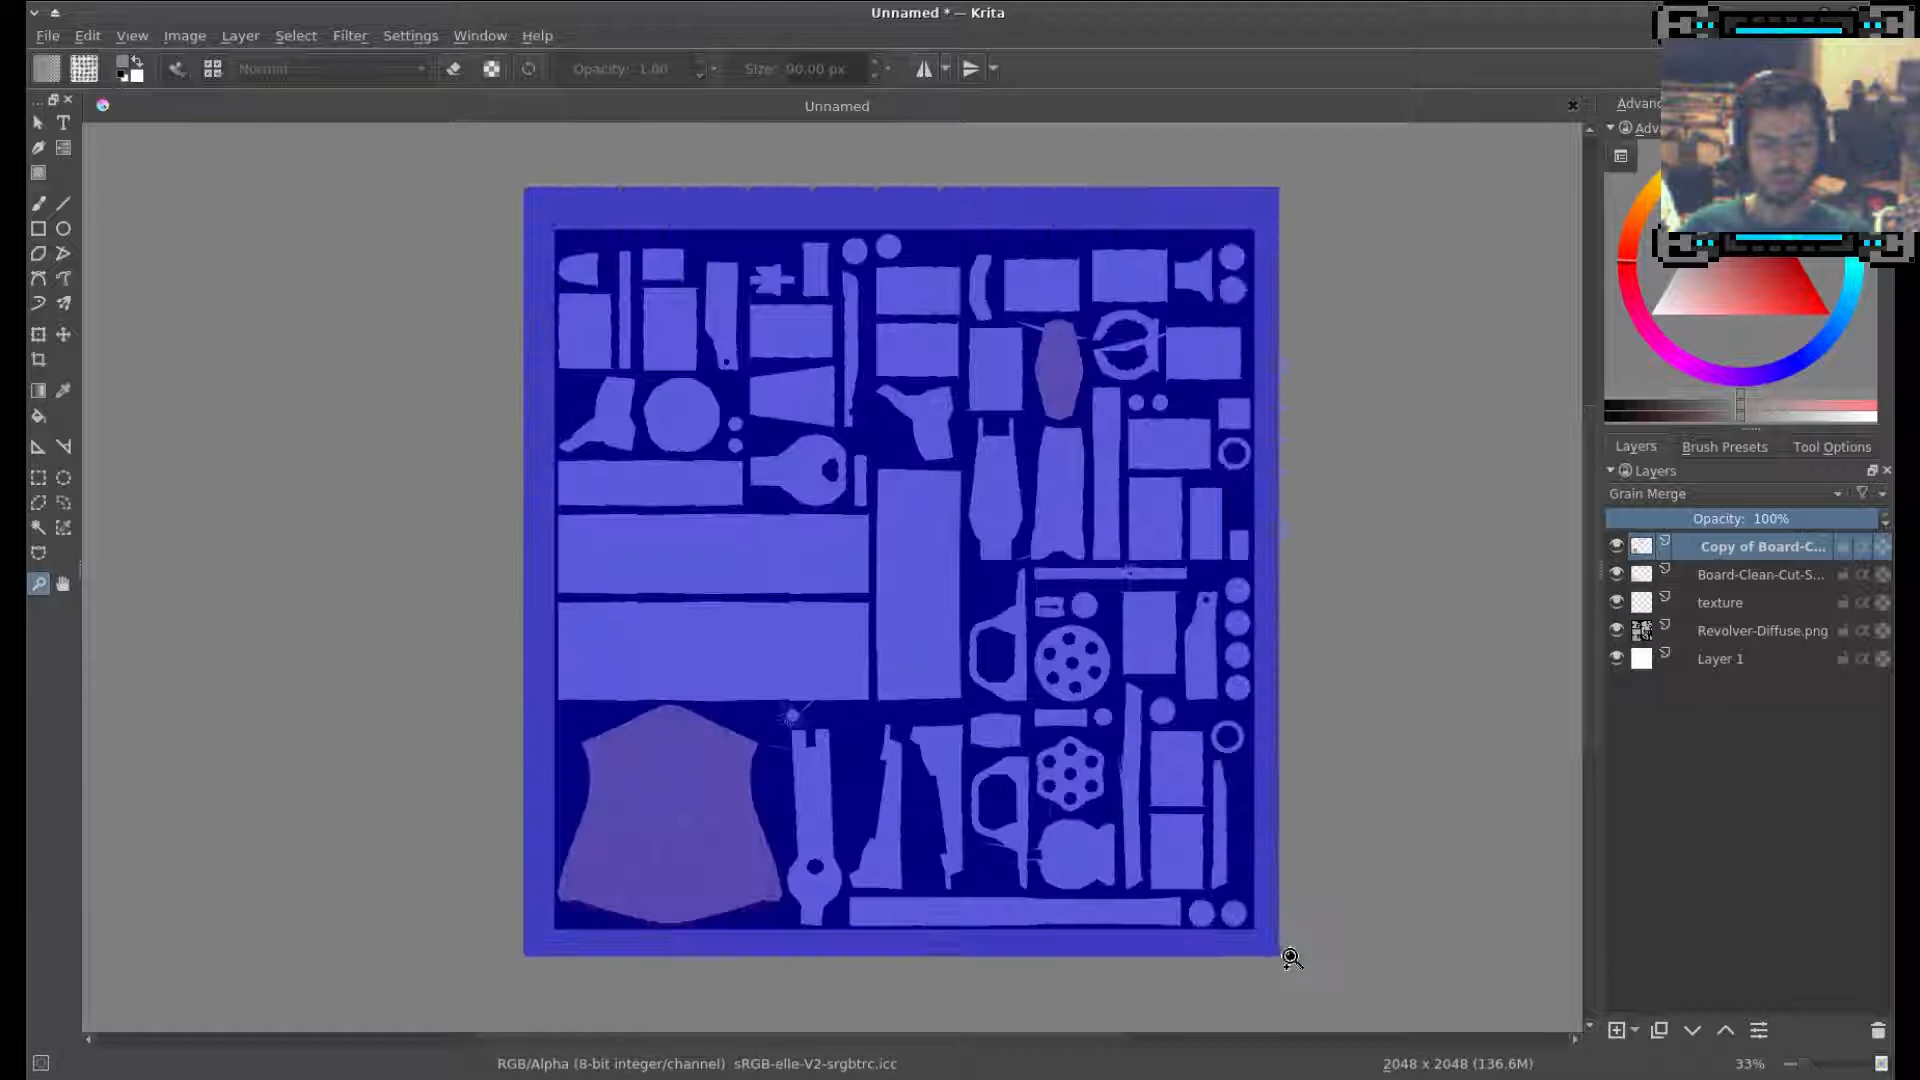 Unnamed * — Krita
File Edit View Image Layer Select Filter Settings Window Help
Normal Opacity: 1.00 Size: 90.00 px
Unnamed
Advan
Adv
Layers Brush Presets Tool Options
Layers
Grain Merge
Opacity: 100%
Copy of Board-C...
Board-Clean-Cut-S...
texture
Revolver-Diffuse.png
Layer 1
RGB/Alpha (8-bit integer/channel) sRGB-elle-V2-srgbtrc.icc 2048 x 2048 (136.6M) 33%